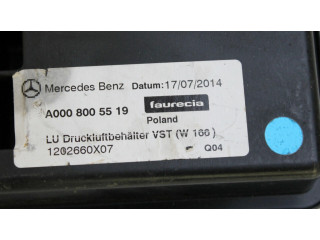 Mercedes Benz Datum: 17/07/2014
A000 800 55 19 faurecia
Poland
LU Druckluftbehälter VST (W 166)
1202660X07 Q04